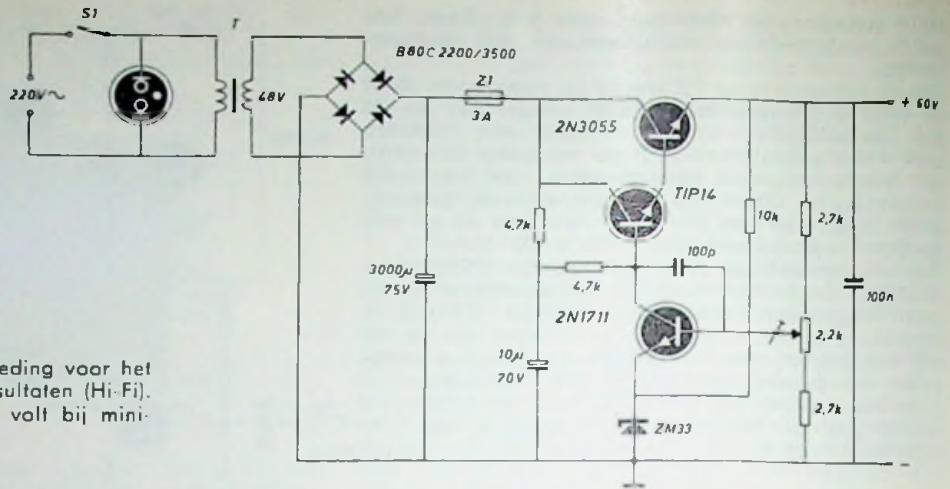 S1
T
B80C 2200/3500
Z1
220V~
48V
3A
+ 60V
2N3055
TIP14
4,7k
10k
2,7k
100p
3000µ
75V
4,7k
100n
2N1711
2,2k
10µ
70V
2,7k
ZM33
-
eding voor het
sultaten (Hi-Fi).
volt bij mini-